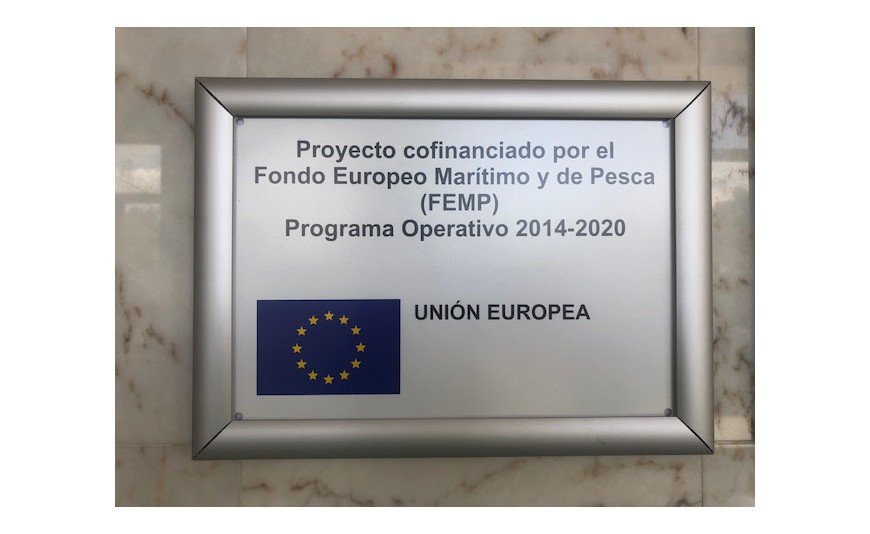 Proyecto cofinanciado por el
Fondo Europeo Marítimo y de Pesca
(FEMP)
Programa Operativo 2014-2020
UNIÓN EUROPEA